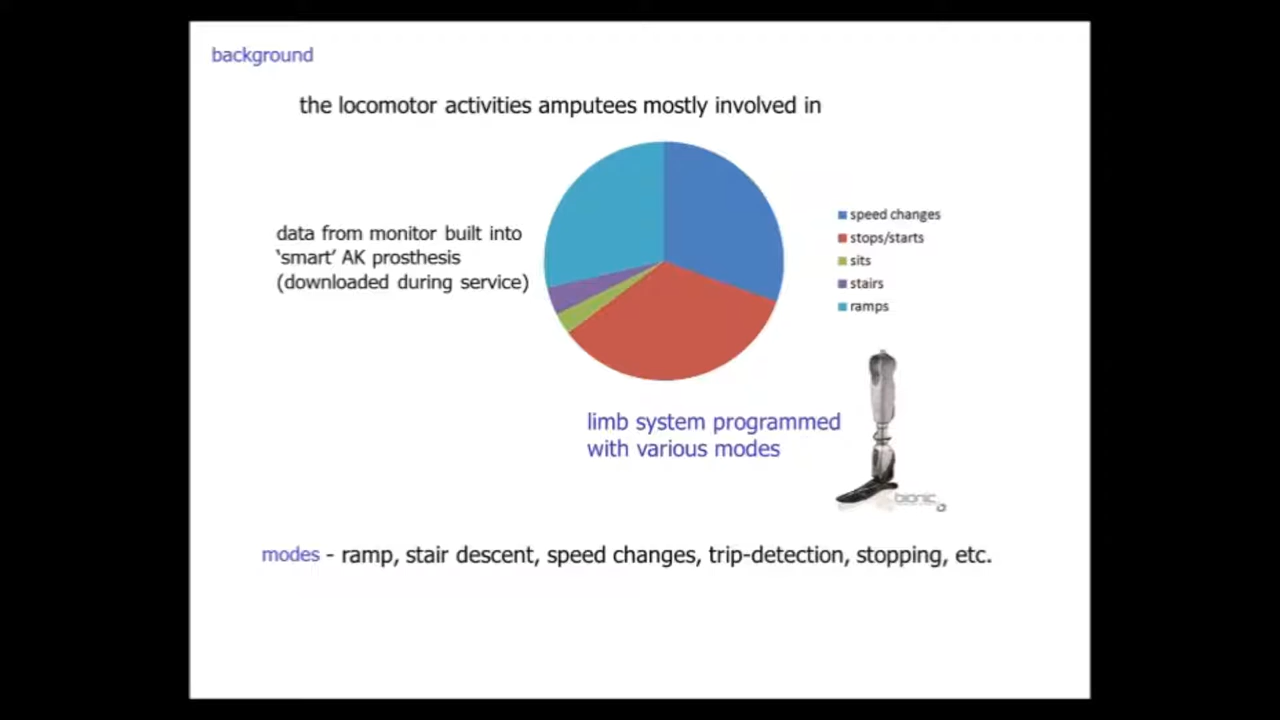 background
the locomotor activities amputees mostly involved in
data from monitor built into
‘smart’ AK prosthesis
(downloaded during service)
speed changes
stops/starts
sits
stairs
ramps
limb system programmed
with various modes
bionic
modes - ramp, stair descent, speed changes, trip-detection, stopping, etc.